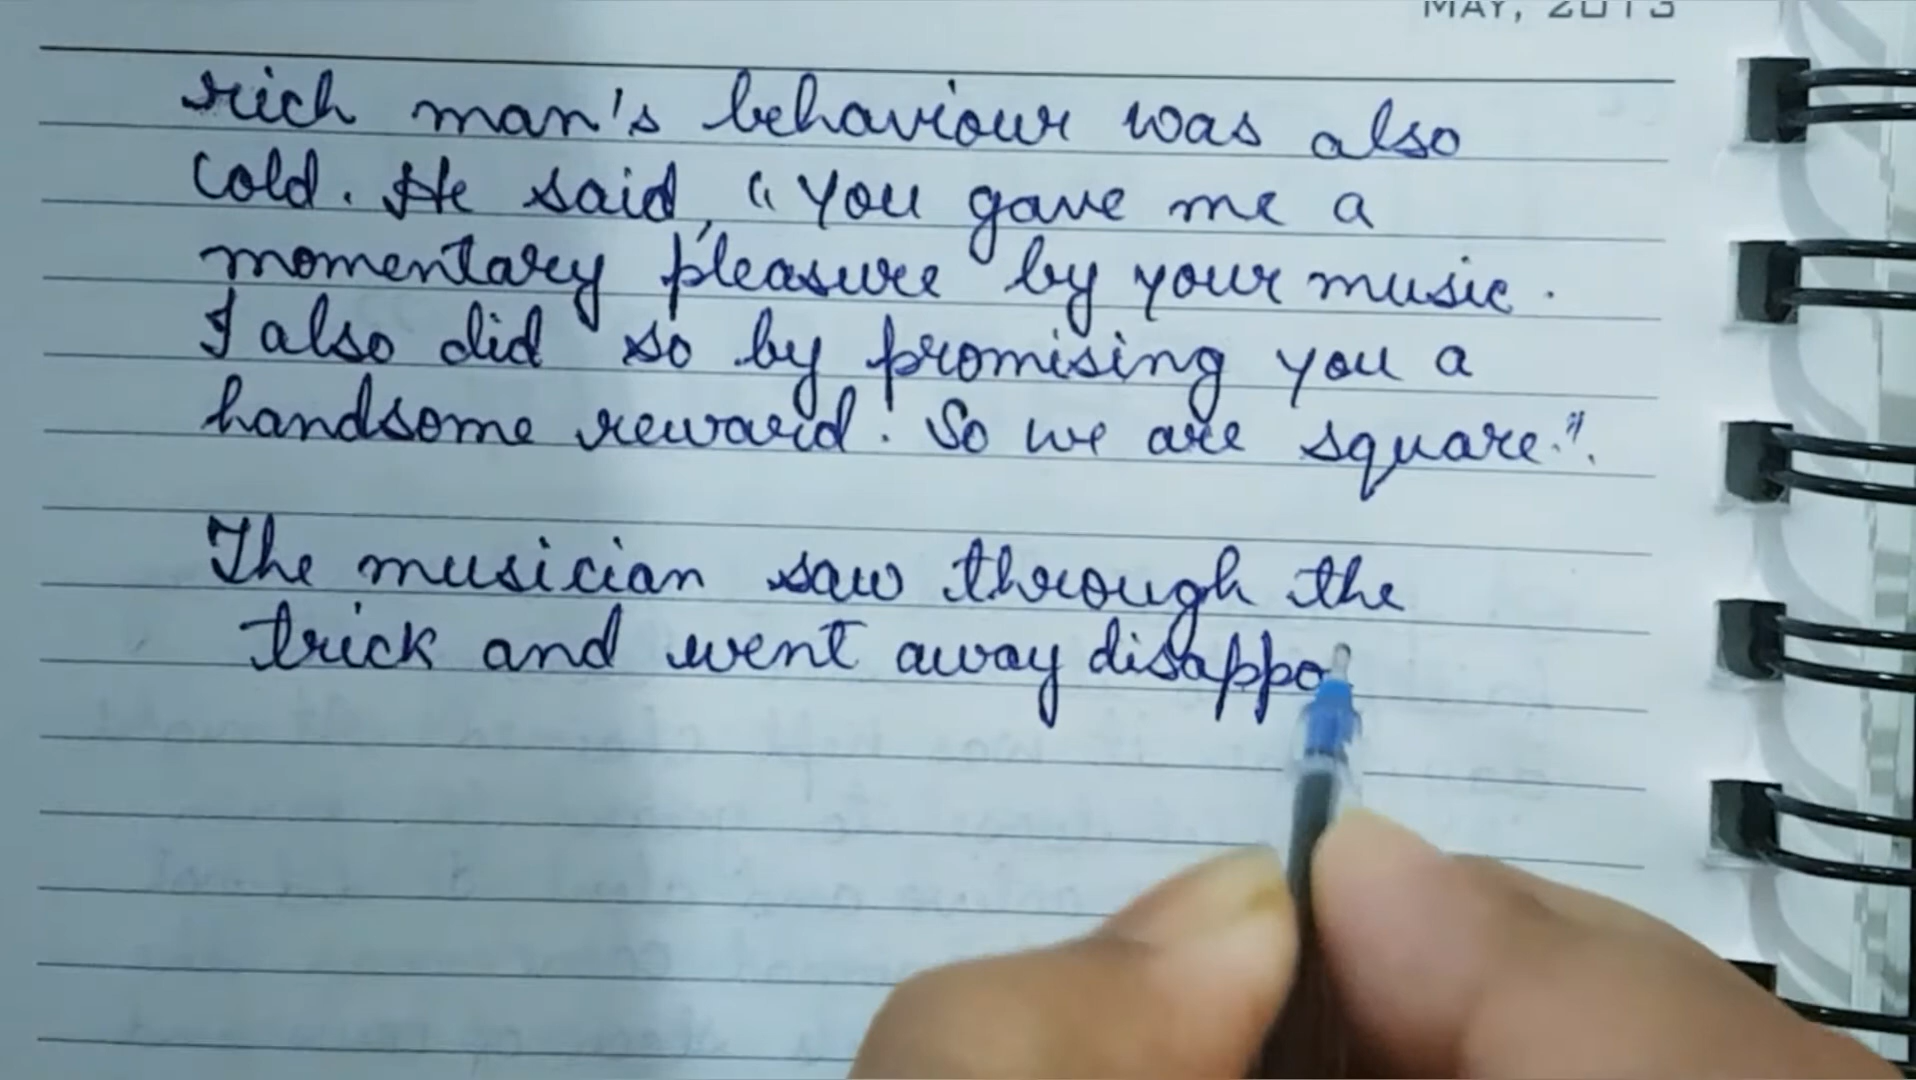 MAY, 2013
rich man's behaviour was also
cold. He said, "You gave me a
momentary pleasure by your music.
I also did so by promising you a
handsome reward. So we are square.".
The musician saw through the
trick and went away disappo